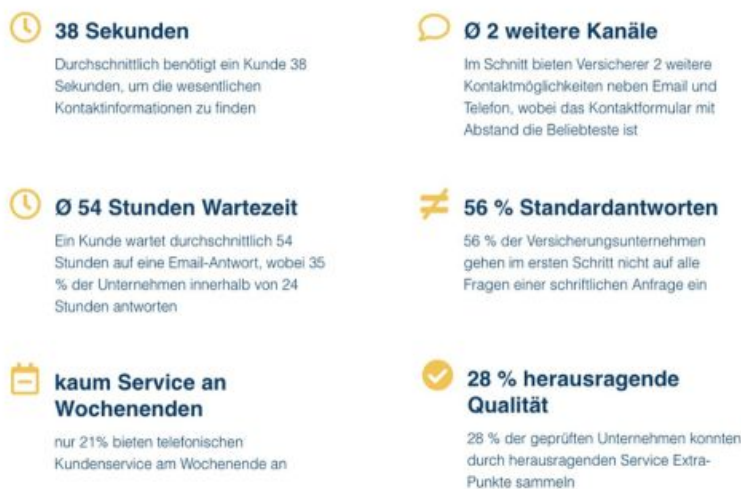 38 Sekunden
Durchschnittlich benötigt ein Kunde 38
Sekunden, um die wesentlichen
Kontaktinformationen zu finden
Ø 2 weitere Kanäle
Im Schnitt bieten Versicherer 2 weitere
Kontaktmöglichkeiten neben Email und
Telefon, wobei das Kontaktformular mit
Abstand die Beliebteste ist
Ø 54 Stunden Wartezeit
Ein Kunde wartet durchschnittlich 54
Stunden auf eine Email-Antwort, wobei 35
% der Unternehmen innerhalb von 24
Stunden antworten
56 % Standardantworten
56 % der Versicherungsunternehmen
gehen im ersten Schritt nicht auf alle
Fragen einer schriftlichen Anfrage ein
kaum Service an
Wochenenden
nur 21% bieten telefonischen
Kundenservice am Wochenende an
28 % herausragende
Qualität
28 % der geprüften Unternehmen konnten
durch herausragenden Service Extra-
Punkte sammeln